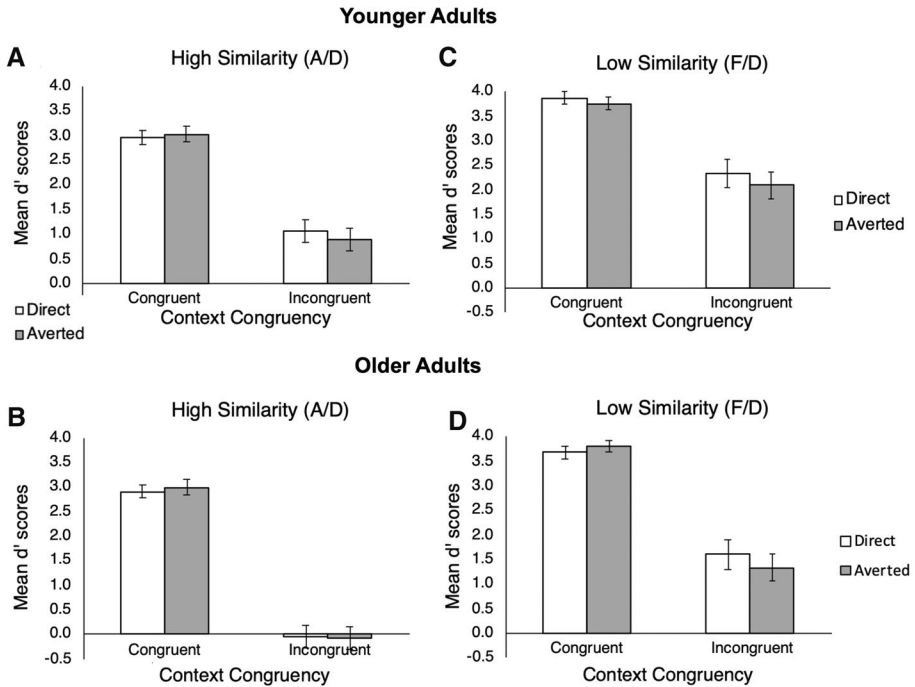 Younger Adults
A
High Similarity (A/D)
Mean d' scores
4.0
3.5
3.0
2.5
2.0
1.5
1.0
0.5
0.0
Congruent Incongruent
Context Congruency
Direct
Averted
C
Low Similarity (F/D)
Mean d' scores
4.0
3.5
3.0
2.5
2.0
1.5
1.0
0.5
0.0
-0.5
Congruent Incongruent
Context Congruency
Direct
Averted
Older Adults
B
High Similarity (A/D)
Mean d' scores
4.0
3.5
3.0
2.5
2.0
1.5
1.0
0.5
0.0
-0.5
Congruent Incongruent
Context Congruency
D
Low Similarity (F/D)
Mean d' scores
4.0
3.5
3.0
2.5
2.0
1.5
1.0
0.5
0.0
-0.5
Congruent Incongruent
Context Congruency
Direct
Averted